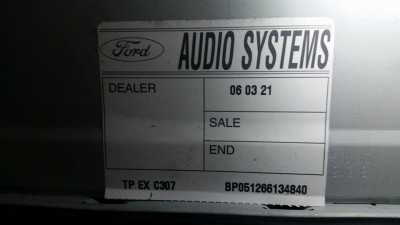 Ford AUDIO SYSTEMS
DEALER 06 03 21
SALE
END
TP EX C307 BP051266134840